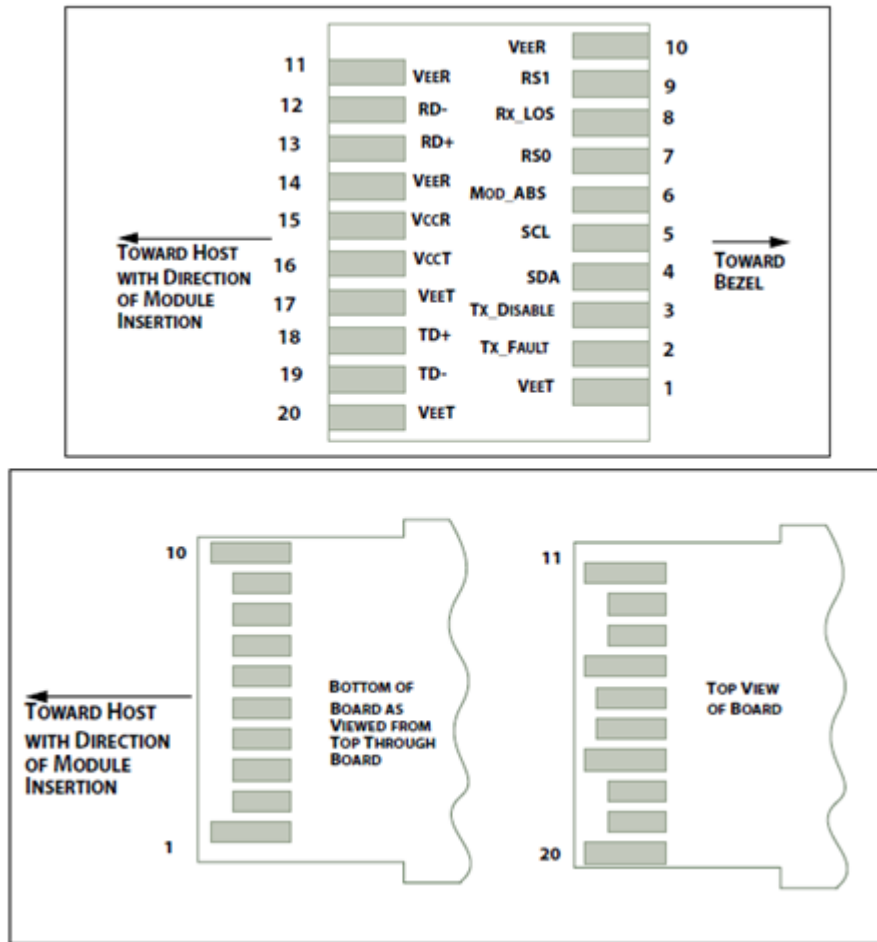 11
VEER
12
RD-
13
RD+
14
VEER
15
VCCR
16
VCCT
17
VEET
18
TD+
19
TD-
20
VEET
VEER
10
RS1
9
RX_LOS
8
RS0
7
MOD_ABS
6
SCL
5
SDA
4
TX_DISABLE
3
TX_FAULT
2
VEET
1
TOWARD HOST
WITH DIRECTION
OF MODULE
INSERTION
TOWARD
BEZEL
10
1
TOWARD HOST
WITH DIRECTION
OF MODULE
INSERTION
BOTTOM OF
BOARD AS
VIEWED FROM
TOP THROUGH
BOARD
11
20
TOP VIEW
OF BOARD